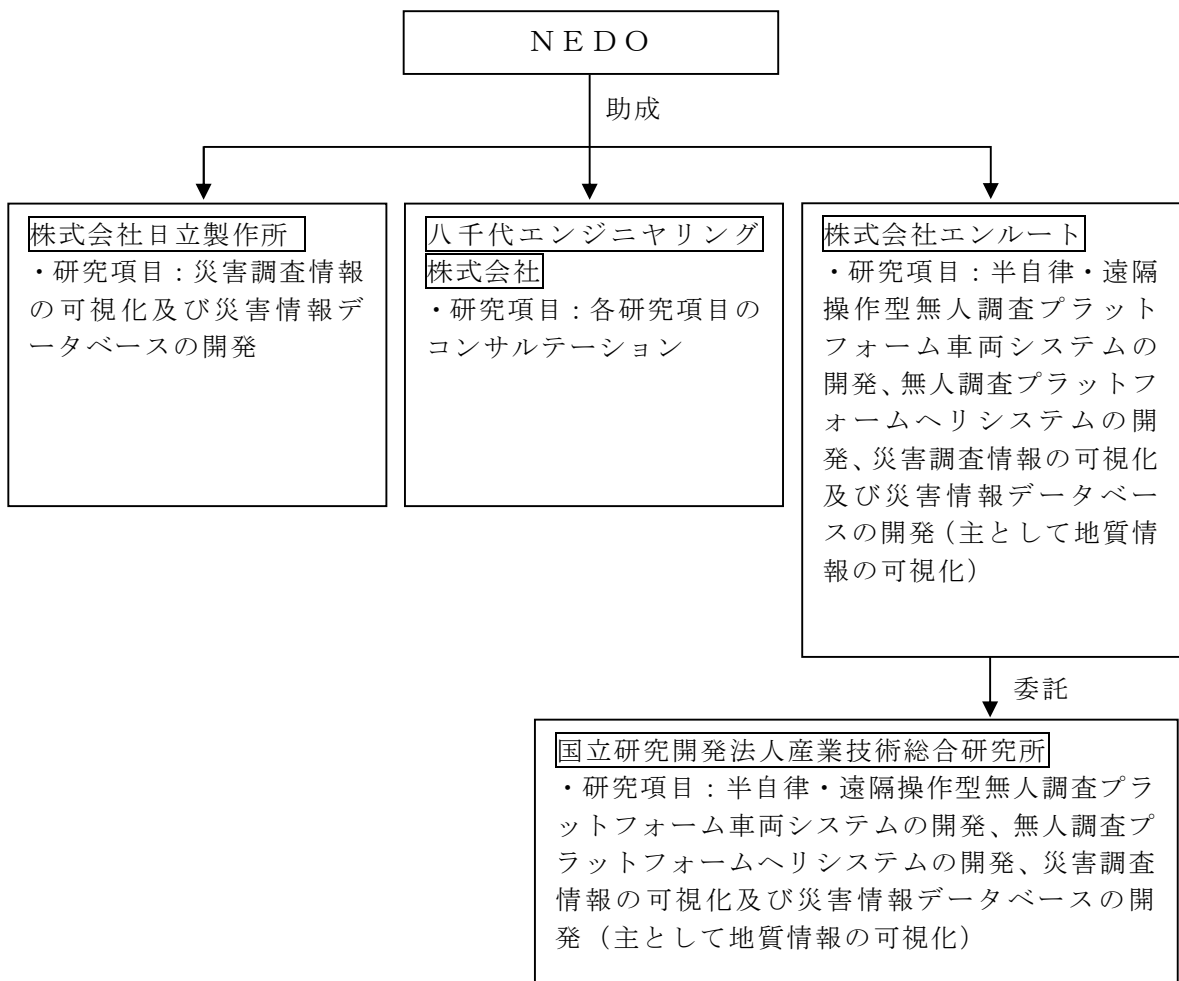 NEDO
助成
株式会社日立製作所
・研究項目：災害調査情報
の可視化及び災害情報デ
ータベースの開発
八千代エンジニヤリング
株式会社
・研究項目：各研究項目の
コンサルテーション
株式会社エンルート
・研究項目：半自律・遠隔
操作型無人調査プラット
フォーム車両システムの
開発、無人調査プラットフ
ォームヘリシステムの開
発、災害調査情報の可視化
及び災害情報データベー
スの開発（主として地質情
報の可視化）
委託
国立研究開発法人産業技術総合研究所
・研究項目：半自律・遠隔操作型無人調査プラ
ットフォーム車両システムの開発、無人調査プ
ラットフォームヘリシステムの開発、災害調査
情報の可視化及び災害情報データベースの開
発（主として地質情報の可視化）